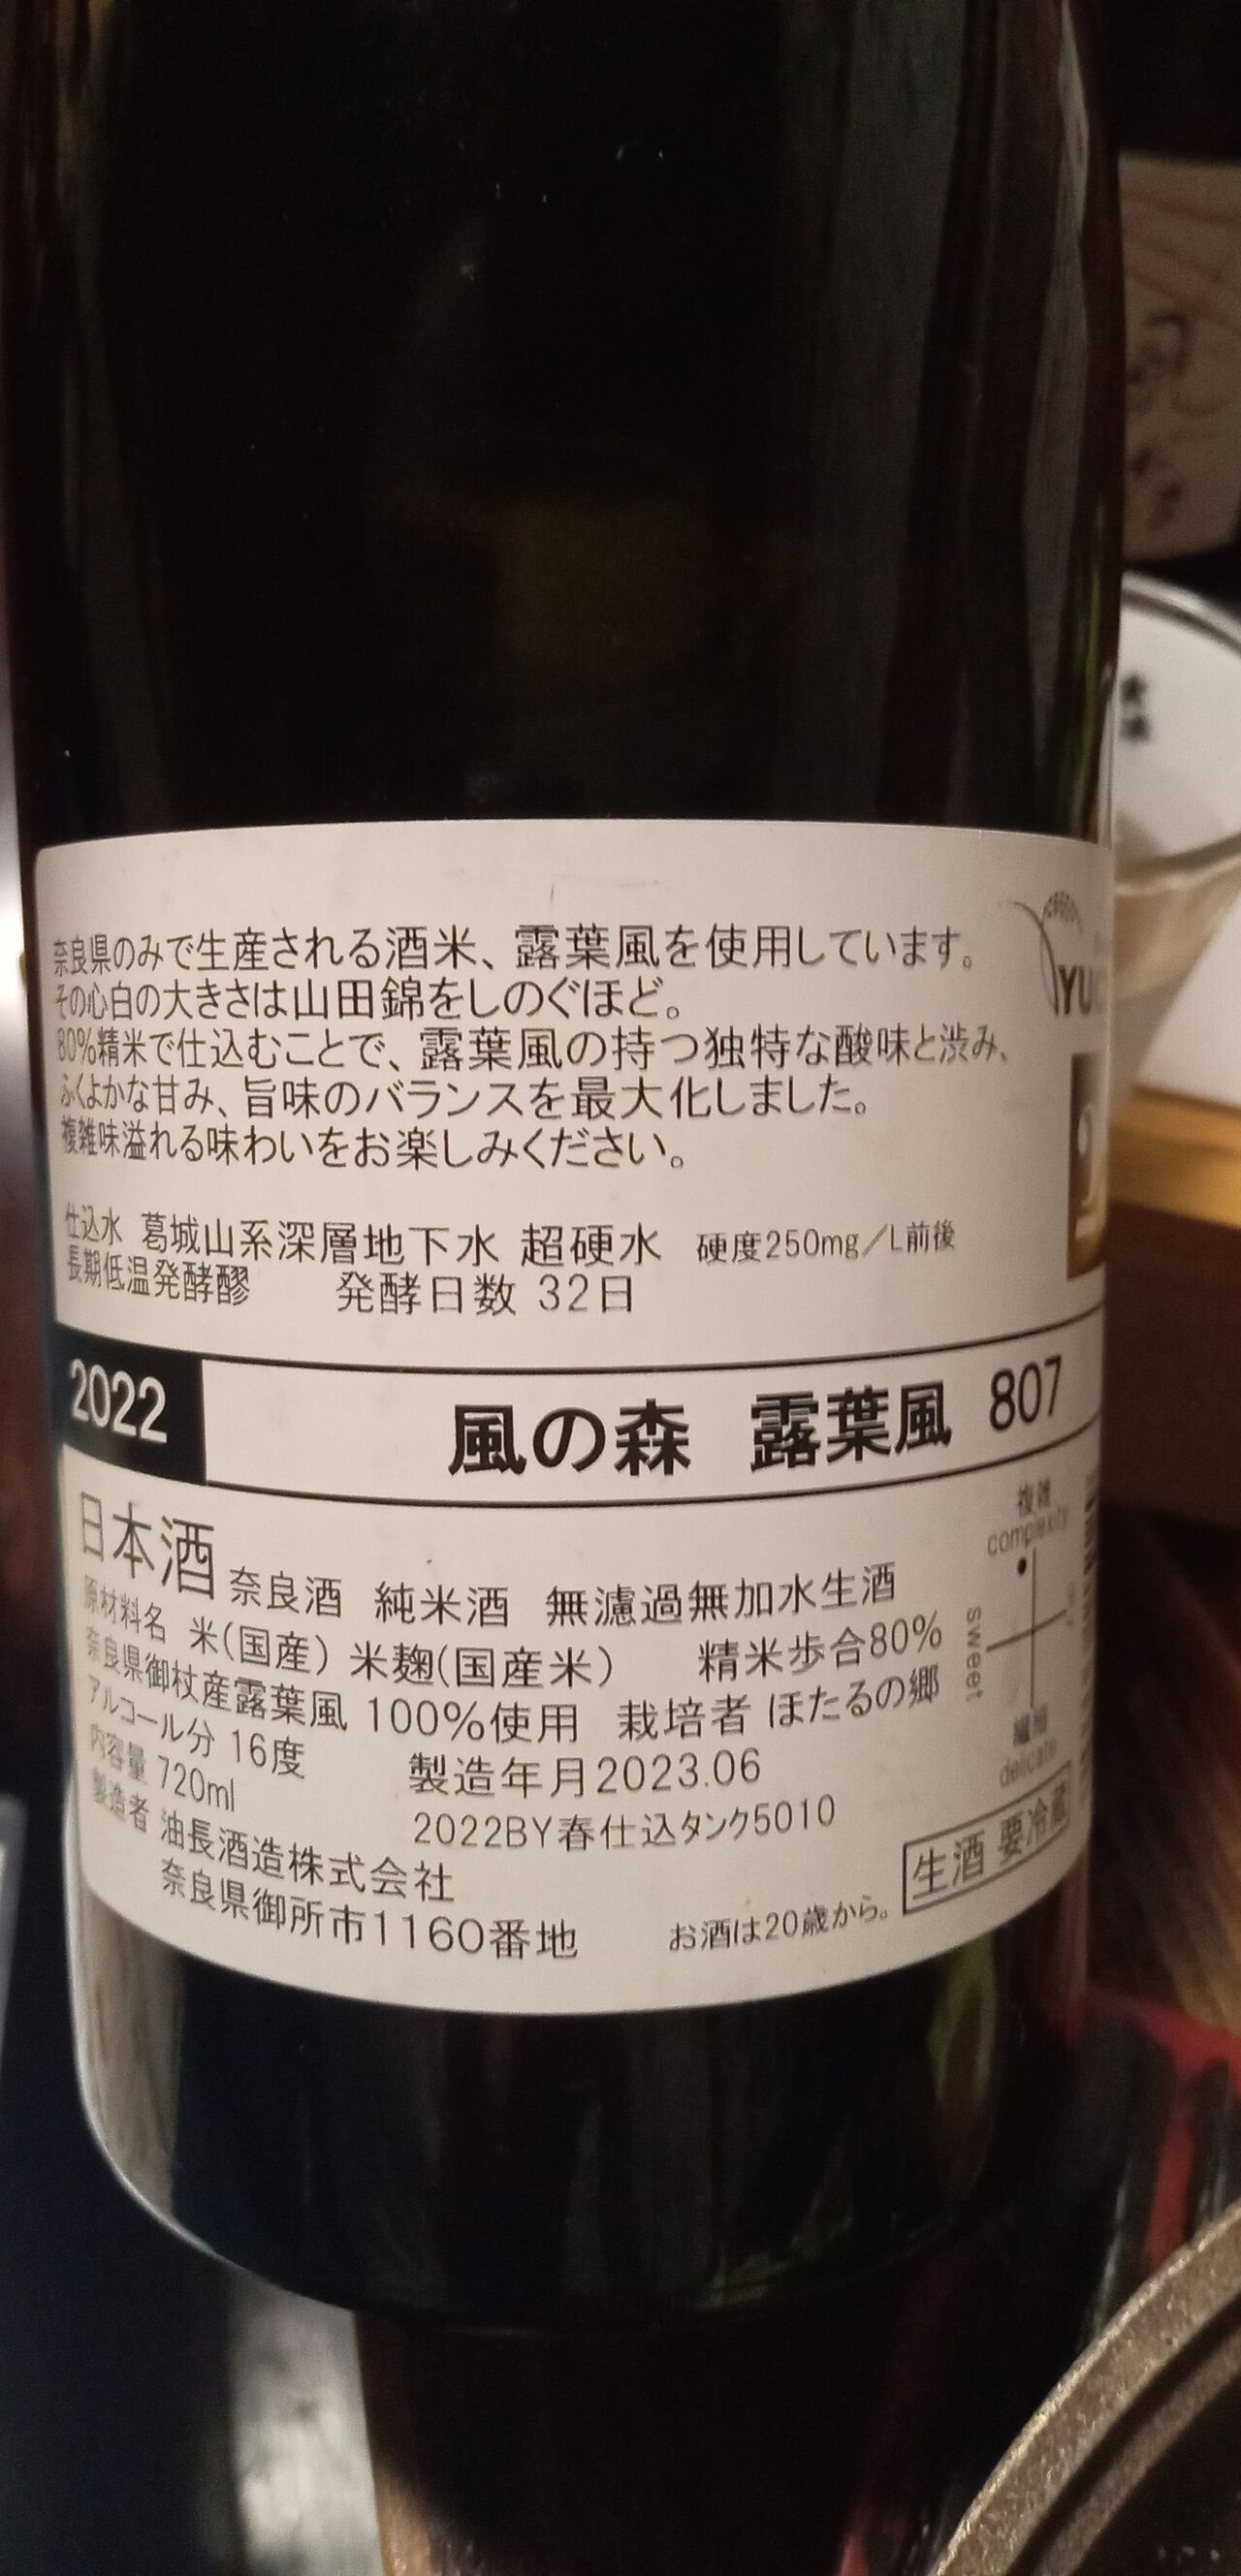 奈良県のみで生産される酒米、露葉風を使用しています。
その心白の大きさは山田錦をしのぐほど。
80%精米で仕込むことで、露葉風の持つ独特な酸味と渋み、
ふくよかな甘み、旨味のバランスを最大化しました。
複雑味溢れる味わいをお楽しみください。
YU
仕込水 葛城山系深層地下水 超硬水 硬度250mg/L前後
長期低温発酵醪 発酵日数 32日
2022 風の森 露葉風 807
日本酒 奈良酒 純米酒 無濾過無加水生酒
原材料名 米(国産) 米麹(国産米) 精米歩合80%
奈良県御杖産露葉風 100%使用 栽培者 ほたるの郷
アルコール分 16度 製造年月2023.06
内容量 720ml 2022BY春仕込タンク5010
製造者 油長酒造株式会社
奈良県御所市1160番地
お酒は20歳から。
生酒 要冷蔵
複雑
complexity
sweet
繊細
delicate